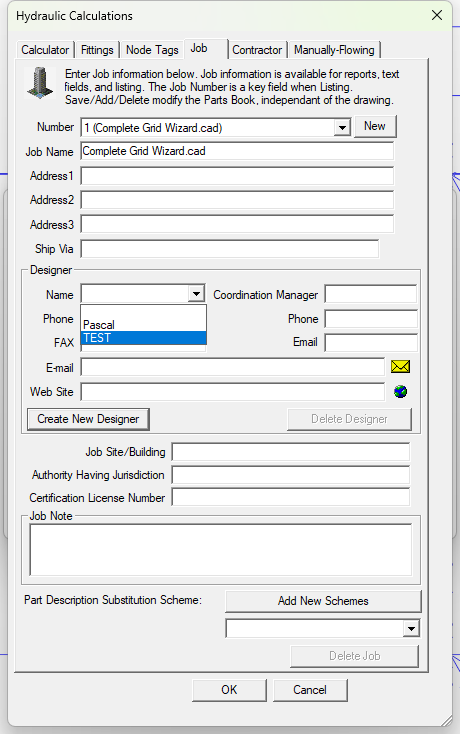 Hydraulic Calculations
Calculator Fittings Node Tags Job Contractor Manually-Flowing
Enter Job information below. Job information is available for reports, text
fields, and listing. The Job Number is a key field when Listing.
Save/Add/Delete modify the Parts Book, independant of the drawing.
Number 1 (Complete Grid Wizard.cad) New
Job Name Complete Grid Wizard.cad
Address1
Address2
Address3
Ship Via
Designer
Name Coordination Manager
Phone Pascal Phone
FAX TEST Email
E-mail
Web Site
Create New Designer Delete Designer
Job Site/Building
Authority Having Jurisdiction
Certification License Number
Job Note
Part Description Substitution Scheme: Add New Schemes
Delete Job
OK Cancel